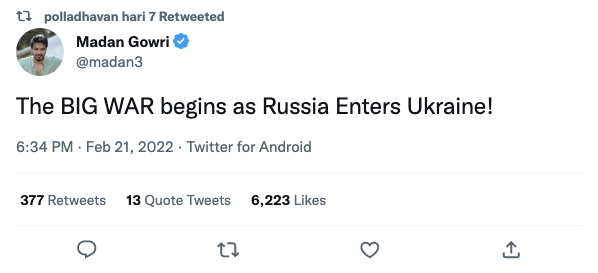 polladhavan hari 7 Retweeted
Madan Gowri
@madan3
The BIG WAR begins as Russia Enters Ukraine!
6:34 PM · Feb 21, 2022 · Twitter for Android
377 Retweets 13 Quote Tweets 6,223 Likes